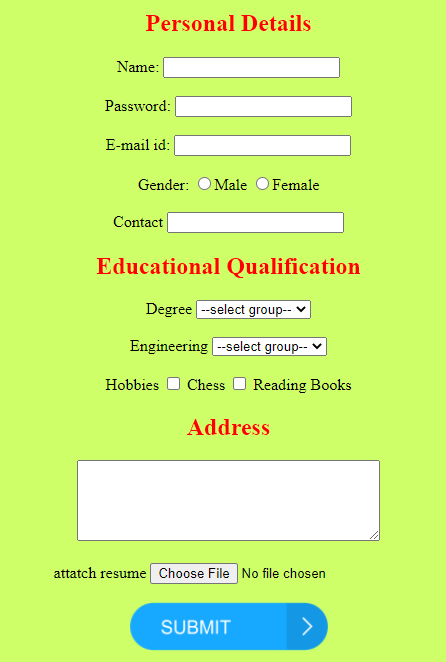 Personal Details
Name:
Password:
E-mail id:
Gender: Male Female
Contact
Educational Qualification
Degree --select group--
Engineering --select group--
Hobbies Chess Reading Books
Address
attatch resume Choose File No file chosen
SUBMIT